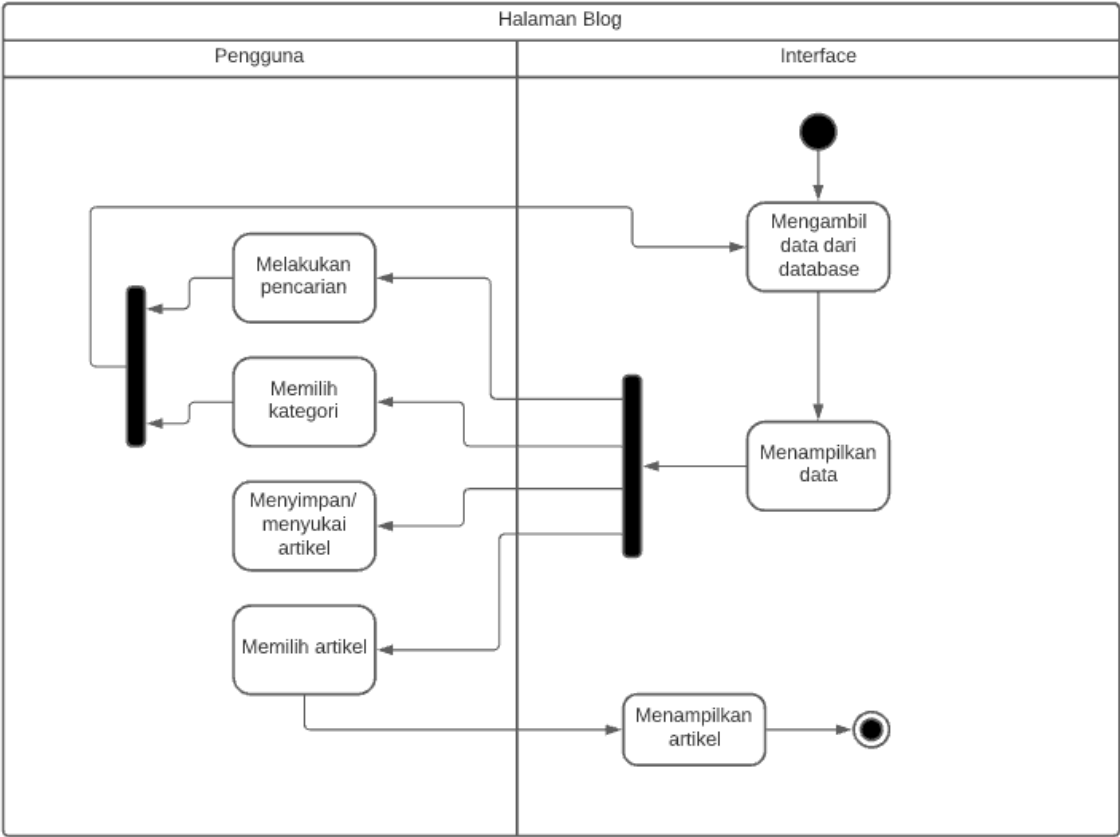 Halaman Blog
Pengguna
Interface
Mengambil
data dari
database
Melakukan
pencarian
Memilih
kategori
Menampilkan
data
Menyimpan/
menyukai
artikel
Memilih artikel
Menampilkan
artikel